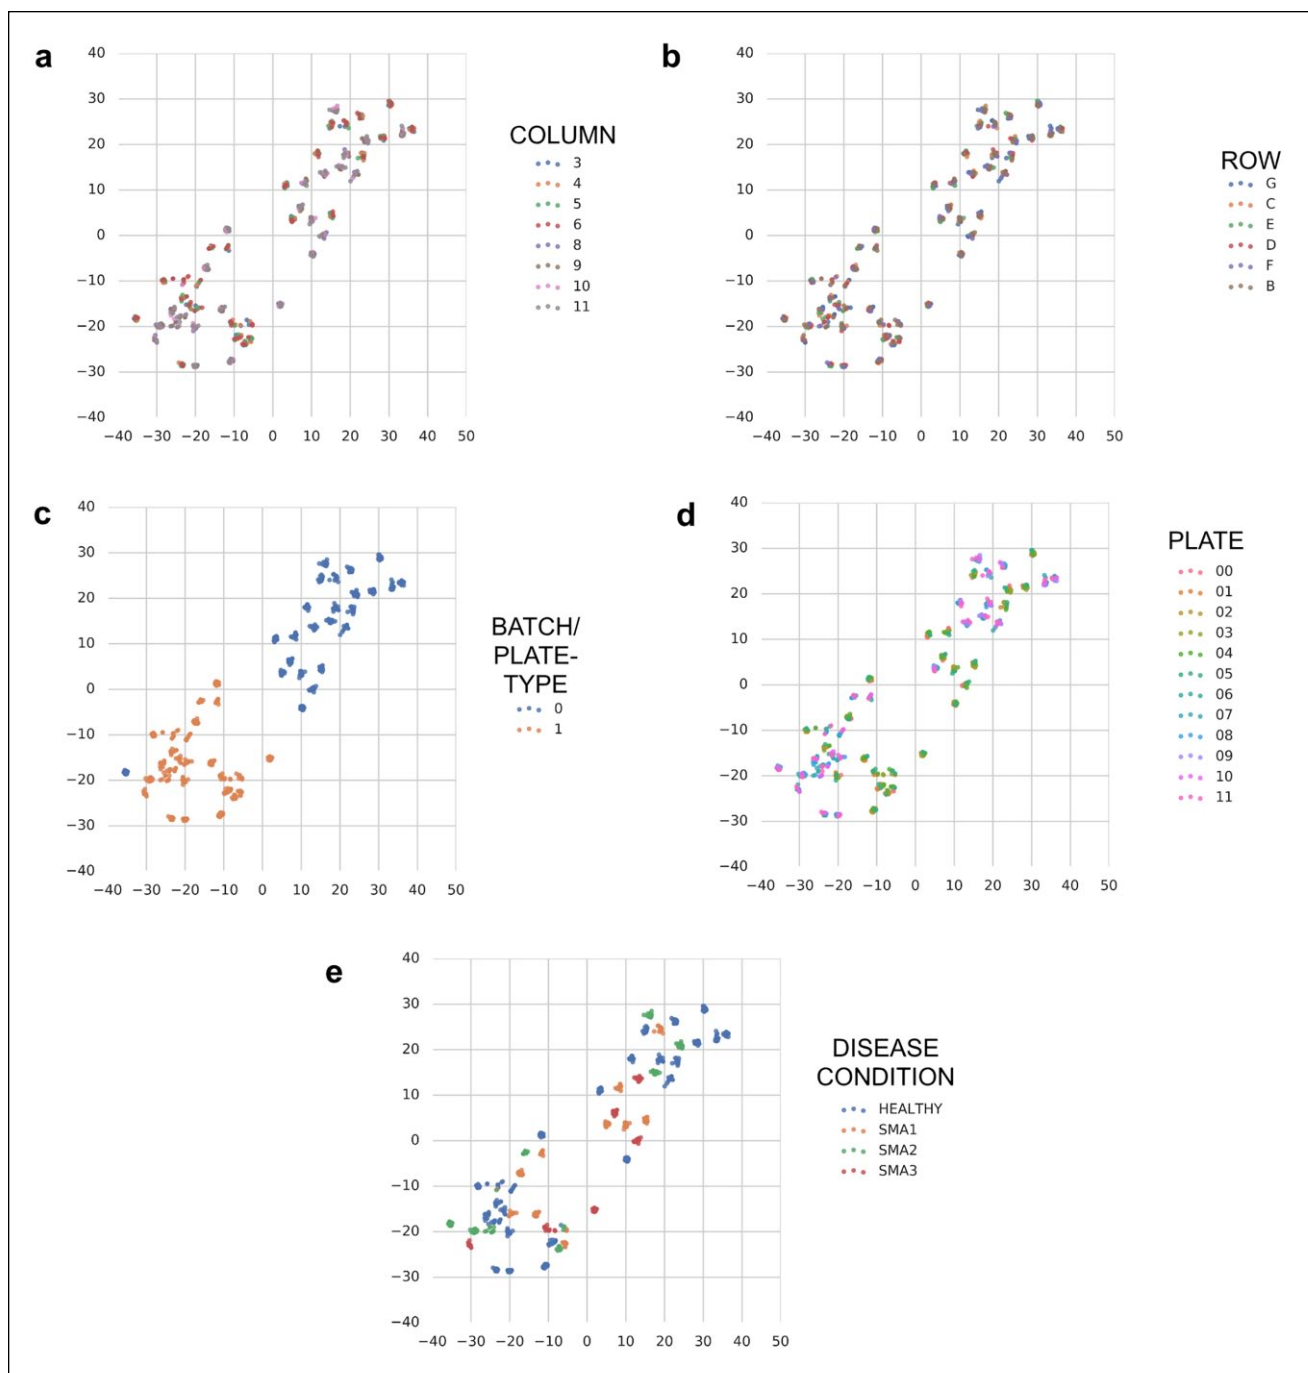 a
40
30
20
10
0
−10
−20
−30
−40
−40 −30 −20 −10 0 10 20 30 40 50
COLUMN
3
4
5
6
8
9
10
11
b
40
30
20
10
0
−10
−20
−30
−40
−40 −30 −20 −10 0 10 20 30 40 50
ROW
G
C
E
D
F
B
c
40
30
20
10
0
−10
−20
−30
−40
−40 −30 −20 −10 0 10 20 30 40 50
BATCH/
PLATE-
TYPE
0
1
d
40
30
20
10
0
−10
−20
−30
−40
−40 −30 −20 −10 0 10 20 30 40 50
PLATE
00
01
02
03
04
05
06
07
08
09
10
11
e
40
30
20
10
0
−10
−20
−30
−40
−40 −30 −20 −10 0 10 20 30 40 50
DISEASE
CONDITION
HEALTHY
SMA1
SMA2
SMA3